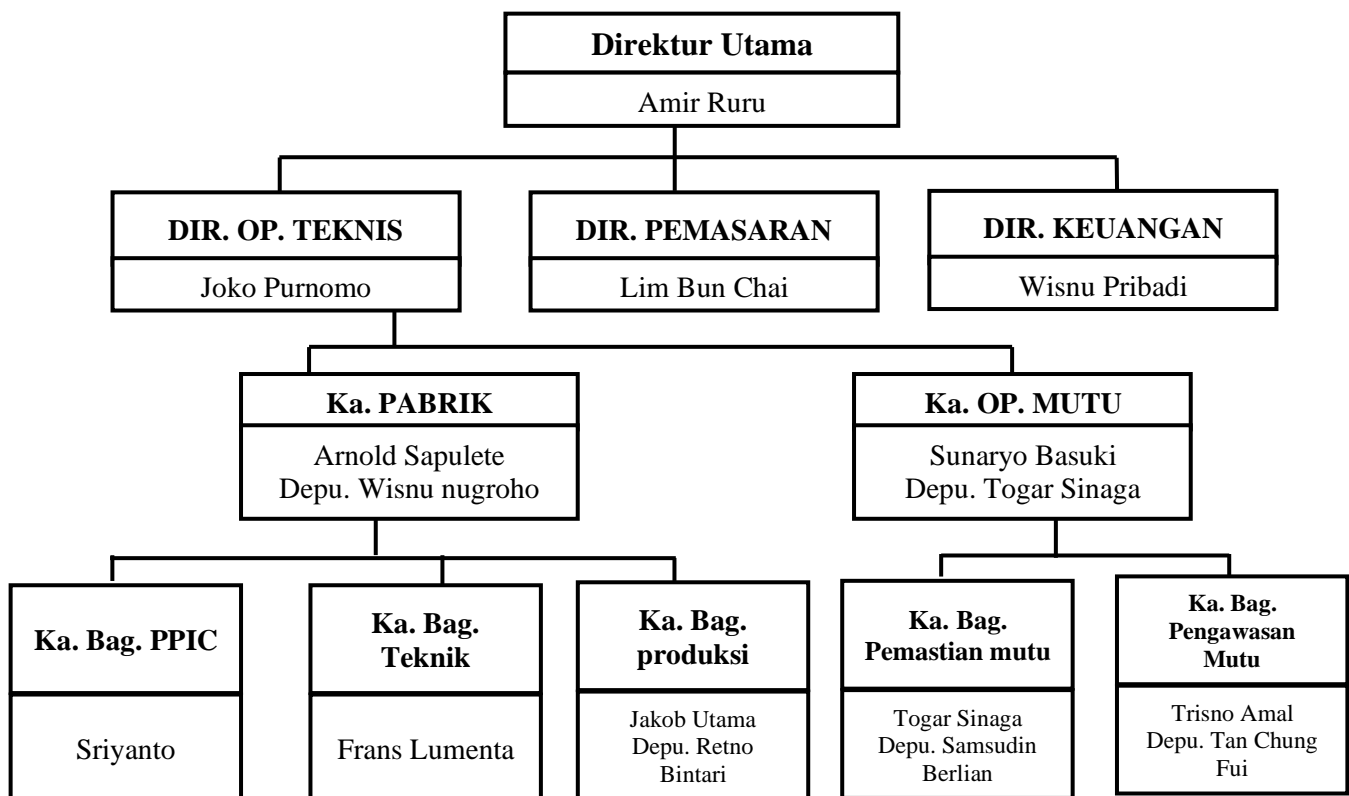 Direktur Utama
Amir Ruru
DIR. OP. TEKNIS
Joko Purnomo
DIR. PEMASARAN
Lim Bun Chai
DIR. KEUANGAN
Wisnu Pribadi
Ka. PABRIK
Arnold Sapulete
Depu. Wisnu nugroho
Ka. OP. MUTU
Sunaryo Basuki
Depu. Togar Sinaga
Ka. Bag. PPIC
Sriyanto
Ka. Bag.
Teknik
Frans Lumenta
Ka. Bag.
produksi
Jakob Utama
Depu. Retno
Bintari
Ka. Bag.
Pemastian mutu
Togar Sinaga
Depu. Samsudin
Berlian
Ka. Bag.
Pengawasan
Mutu
Trisno Amal
Depu. Tan Chung
Fui